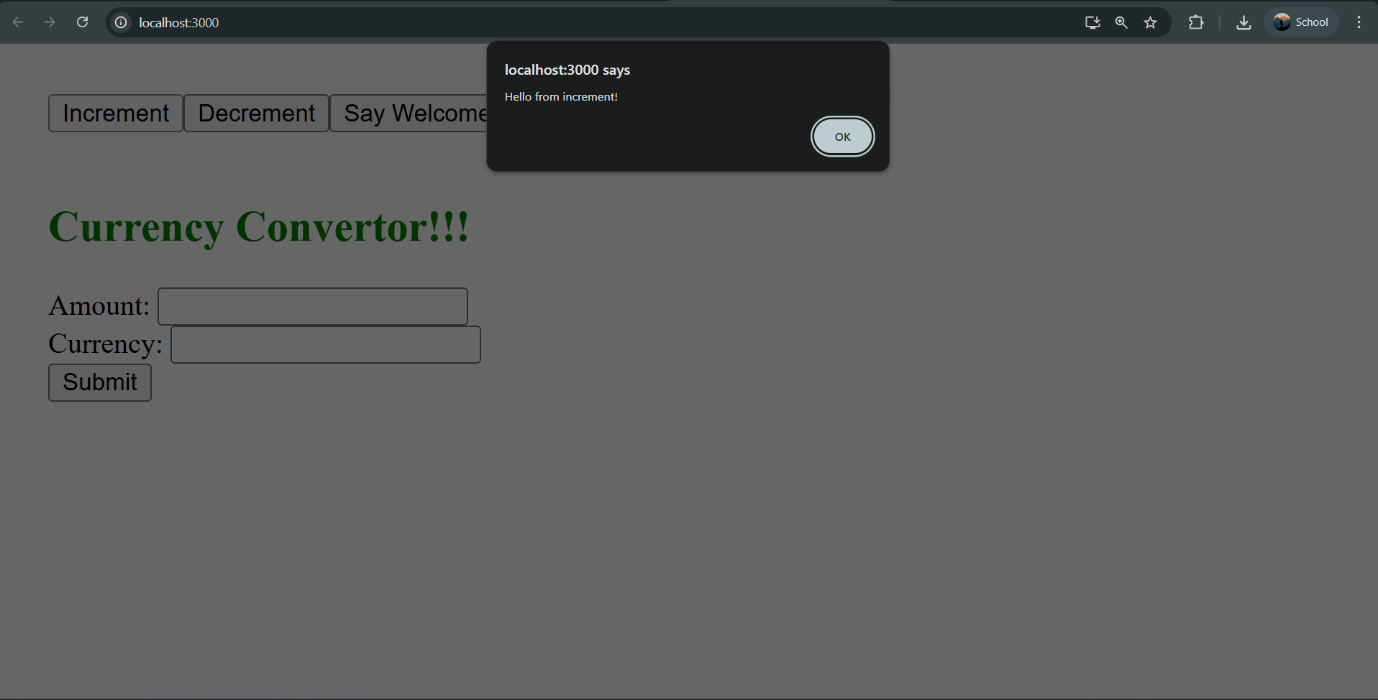 localhost:3000
School
localhost:3000 says
Hello from increment!
OK
Increment Decrement Say Welcome
Currency Convertor!!!
Amount:
Currency:
Submit